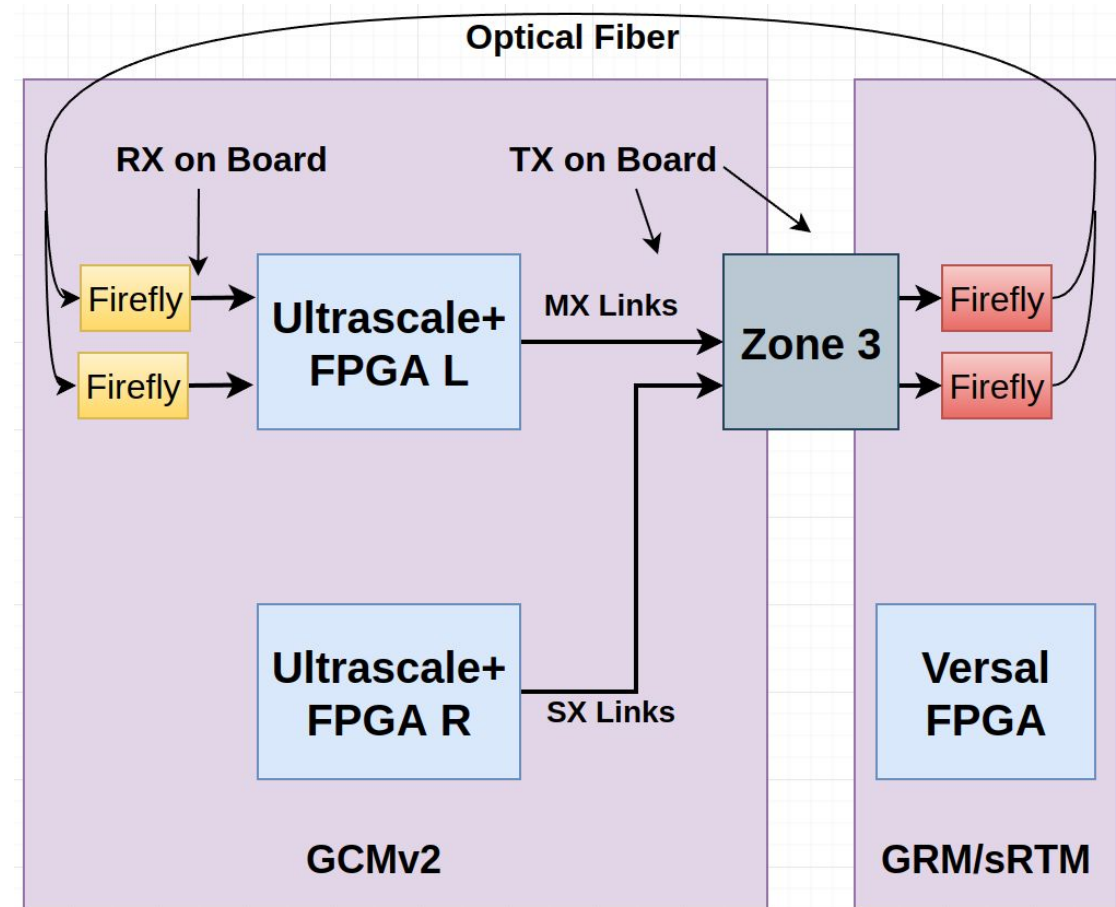 Optical Fiber
RX on Board
TX on Board
Firefly
Firefly
Ultrascale+
FPGA L
MX Links
Zone 3
Firefly
Firefly
Ultrascale+
FPGA R
SX Links
Versal
FPGA
GCMv2
GRM/sRTM